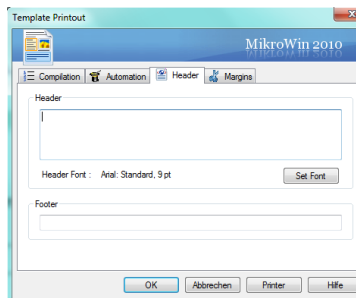 Template Printout
MikroWin 2010
Compilation Automation Header Margins
Header
Header Font : Arial: Standard, 9 pt Set Font
Footer
OK Abbrechen Printer Hilfe